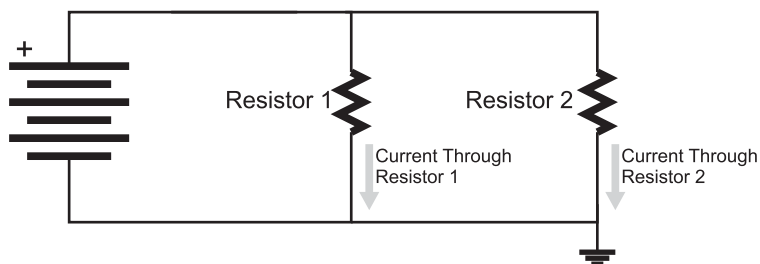 +
Resistor 1
Resistor 2
Current Through
Resistor 1
Current Through
Resistor 2